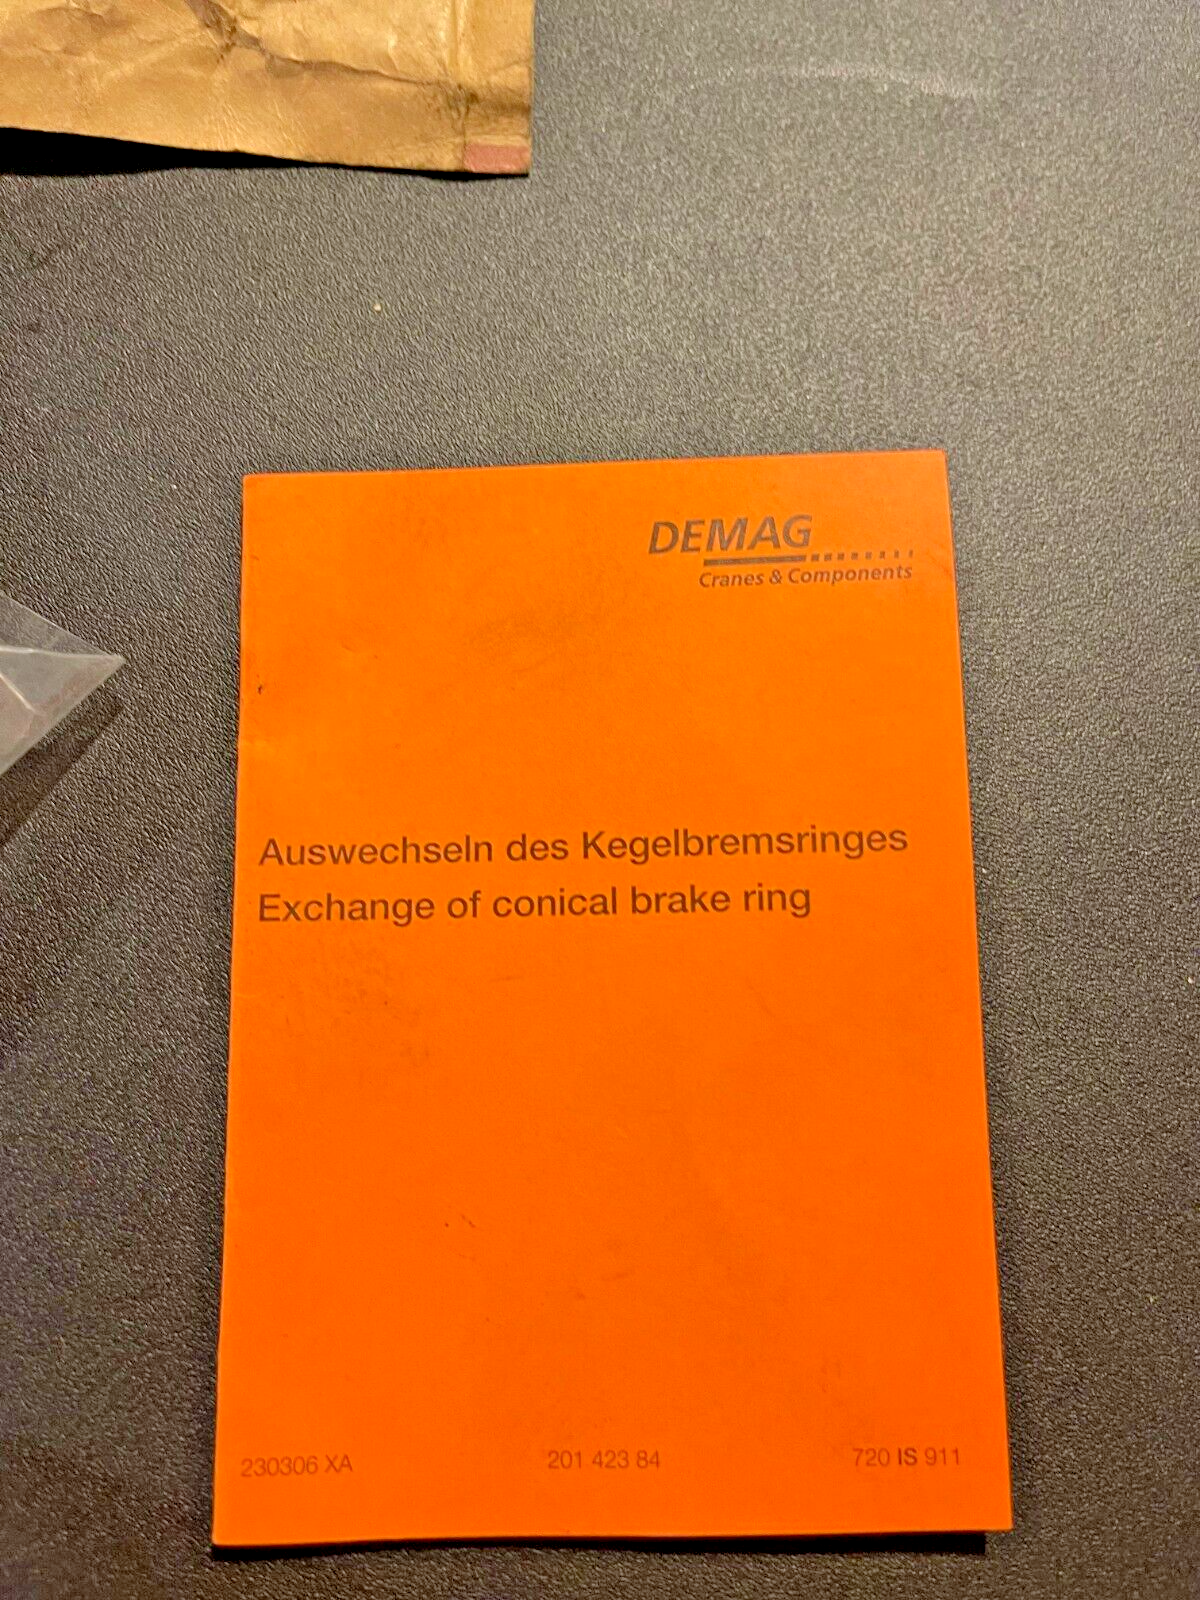 DEMAG
Cranes & Components
Auswechseln des Kegelbremsringes
Exchange of conical brake ring
230306 XA 201 423 84 720 IS 911